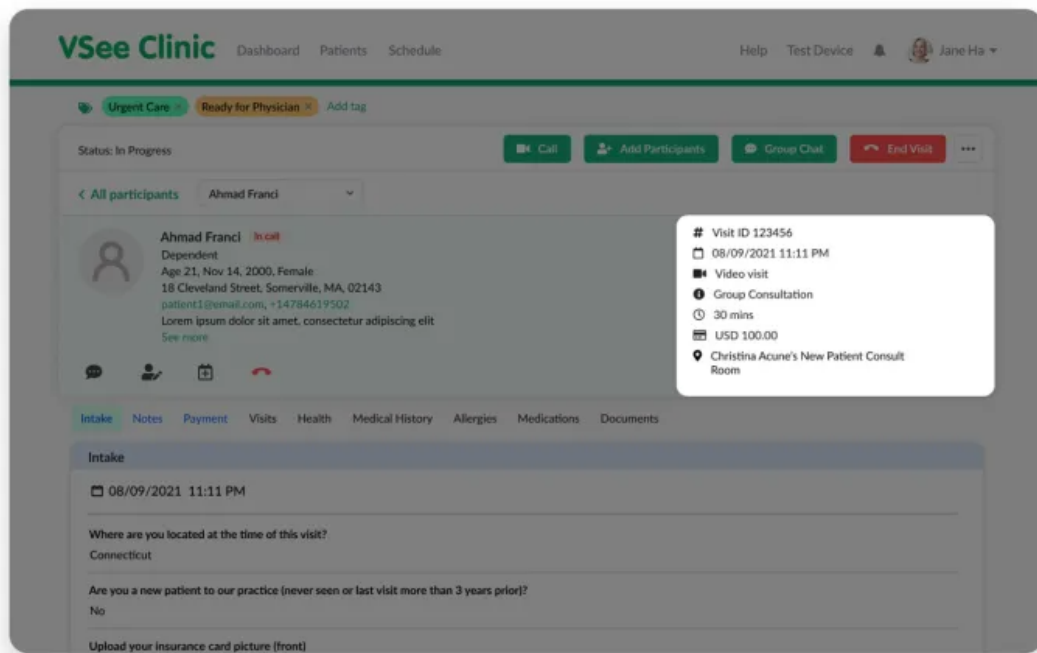 VSee Clinic Dashboard Patients Schedule Help Test Device Jane Ha
Urgent Care × Ready for Physician × Add tag
Status: In Progress Call Add Participants Group Chat End Visit ...
< All participants Ahmad Franci
Ahmad Franci In call
Dependent
Age 21, Nov 14, 2000, Female
18 Cleveland Street, Somerville, MA, 02143
patient1@email.com, +14784619502
Lorem ipsum dolor sit amet, consectetur adipiscing elit
See more
# Visit ID 123456
08/09/2021 11:11 PM
Video visit
Group Consultation
30 mins
USD 100.00
Christina Acune's New Patient Consult
Room
Intake Notes Payment Visits Health Medical History Allergies Medications Documents
Intake
08/09/2021 11:11 PM
Where are you located at the time of this visit?
Connecticut
Are you a new patient to our practice (never seen or last visit more than 3 years prior)?
No
Upload your insurance card picture (front)